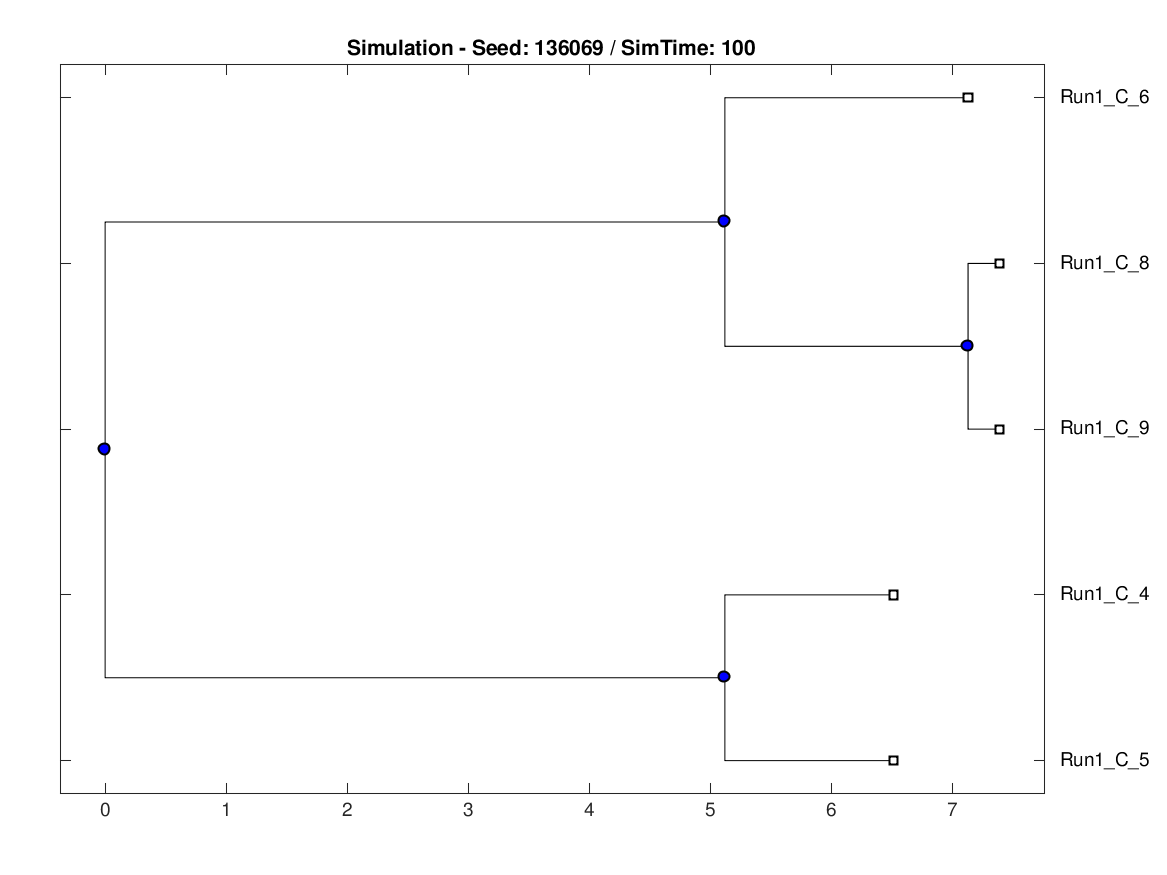 Simulation - Seed: 136069 / SimTime: 100
Run1_C_6
Run1_C_8
Run1_C_9
Run1_C_4
Run1_C_5
0 1 2 3 4 5 6 7